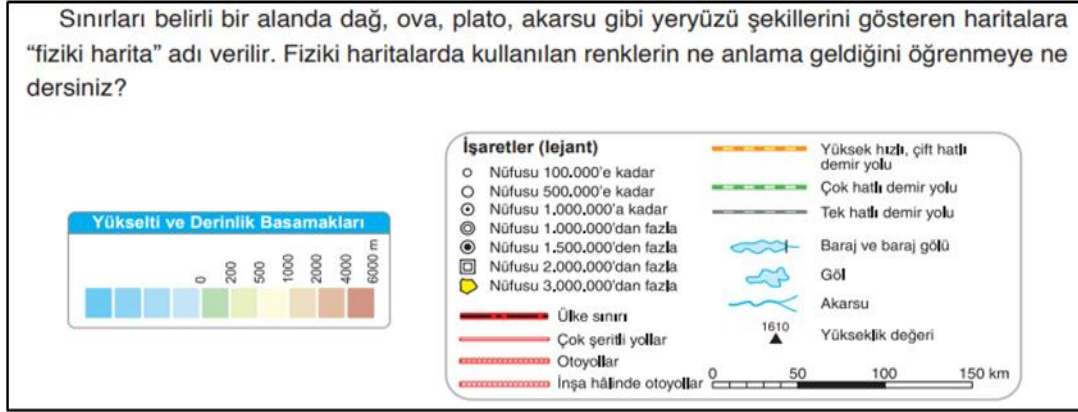 Sınırları belirli bir alanda dağ, ova, plato, akarsu gibi yeryüzü şekillerini gösteren haritalara
“fiziki harita” adı verilir. Fiziki haritalarda kullanılan renklerin ne anlama geldiğini öğrenmeye ne
dersiniz?
Yükselti ve Derinlik Basamakları
0 200 500 1000 2000 4000 6000 m
İşaretler (lejant)
Nüfusu 100.000'e kadar
Nüfusu 500.000'e kadar
Nüfusu 1.000.000'a kadar
Nüfusu 1.000.000'dan fazla
Nüfusu 1.500.000'den fazla
Nüfusu 2.000.000'dan fazla
Nüfusu 3.000.000'dan fazla
Ülke sınırı
Çok şeritli yollar
Otoyollar
İnşa hâlinde otoyollar
Yüksek hızlı, çift hatlı
demir yolu
Çok hatlı demir yolu
Tek hatlı demir yolu
Baraj ve baraj gölü
Göl
Akarsu
1610
Yükseklik değeri
0 50 100 150 km